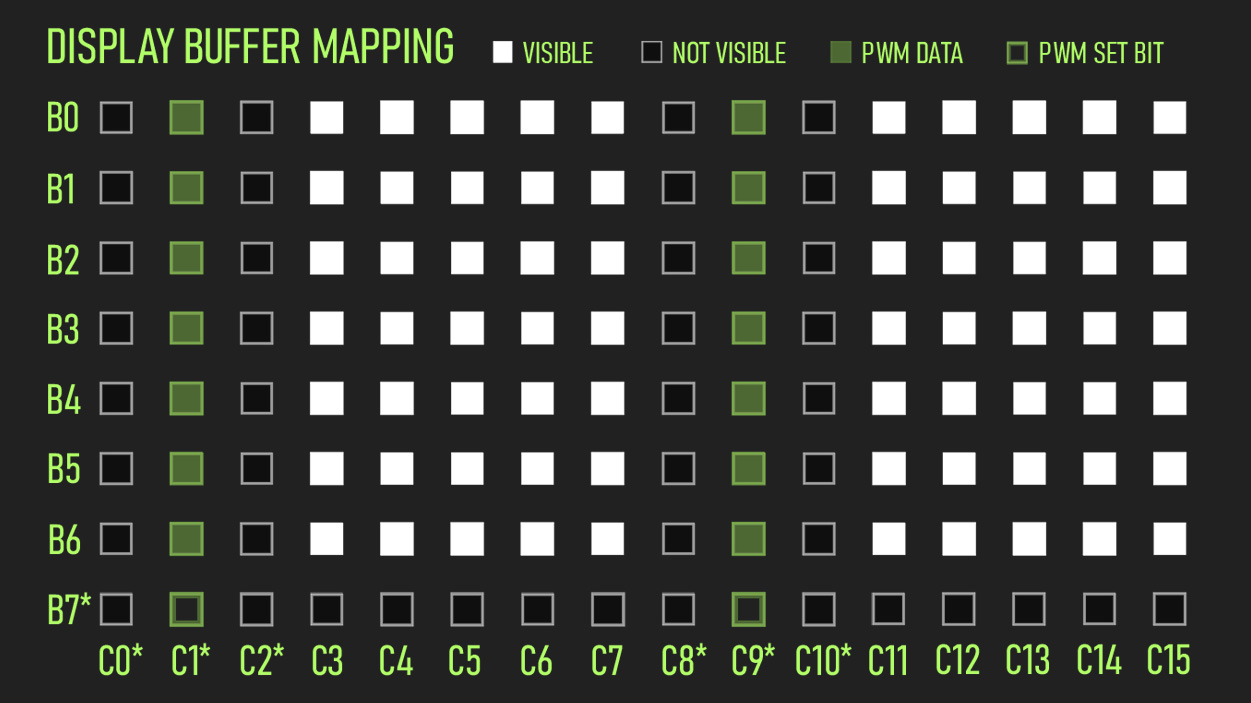 DISPLAY BUFFER MAPPING VISIBLE NOT VISIBLE PWM DATA PWM SET BIT
B0
B1
B2
B3
B4
B5
B6
B7*
C0* C1* C2* C3 C4 C5 C6 C7 C8* C9* C10* C11 C12 C13 C14 C15